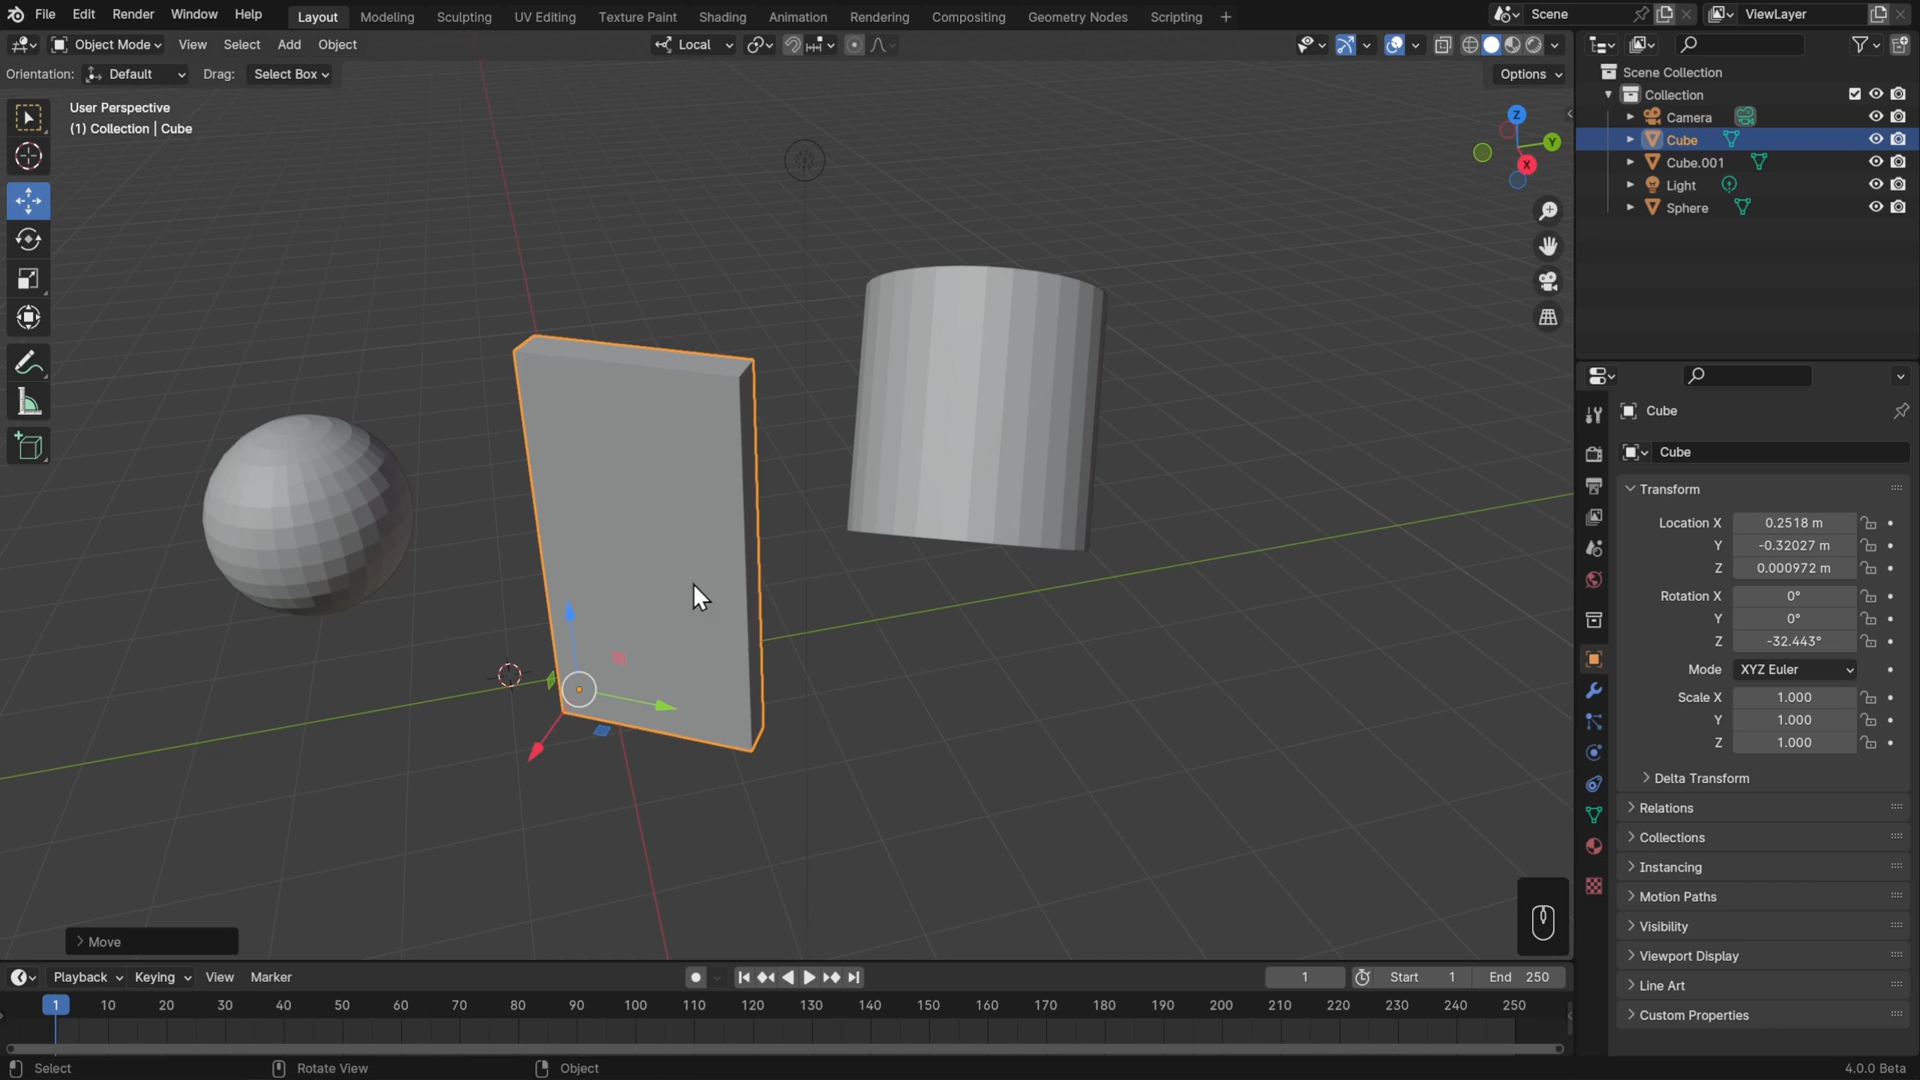 File Edit Render Window Help Layout Modeling Sculpting UV Editing Texture Paint Shading Animation Rendering Compositing Geometry Nodes Scripting + Scene ViewLayer
Object Mode View Select Add Object Local
Orientation: Default Drag: Select Box Options
User Perspective
(1) Collection | Cube
Z
Y
X
Scene Collection
Collection
Camera
Cube
Cube.001
Light
Sphere
Cube
Cube
Transform
Location X 0.2518 m
Y -0.32027 m
Z 0.000972 m
Rotation X 0°
Y 0°
Z -32.443°
Mode XYZ Euler
Scale X 1.000
Y 1.000
Z 1.000
Delta Transform
Relations
Collections
Instancing
Motion Paths
Visibility
Viewport Display
Line Art
Custom Properties
Move
Playback Keying View Marker 1 Start 1 End 250
1 10 20 30 40 50 60 70 80 90 100 110 120 130 140 150 160 170 180 190 200 210 220 230 240 250
Select Rotate View Object 4.0.0 Beta